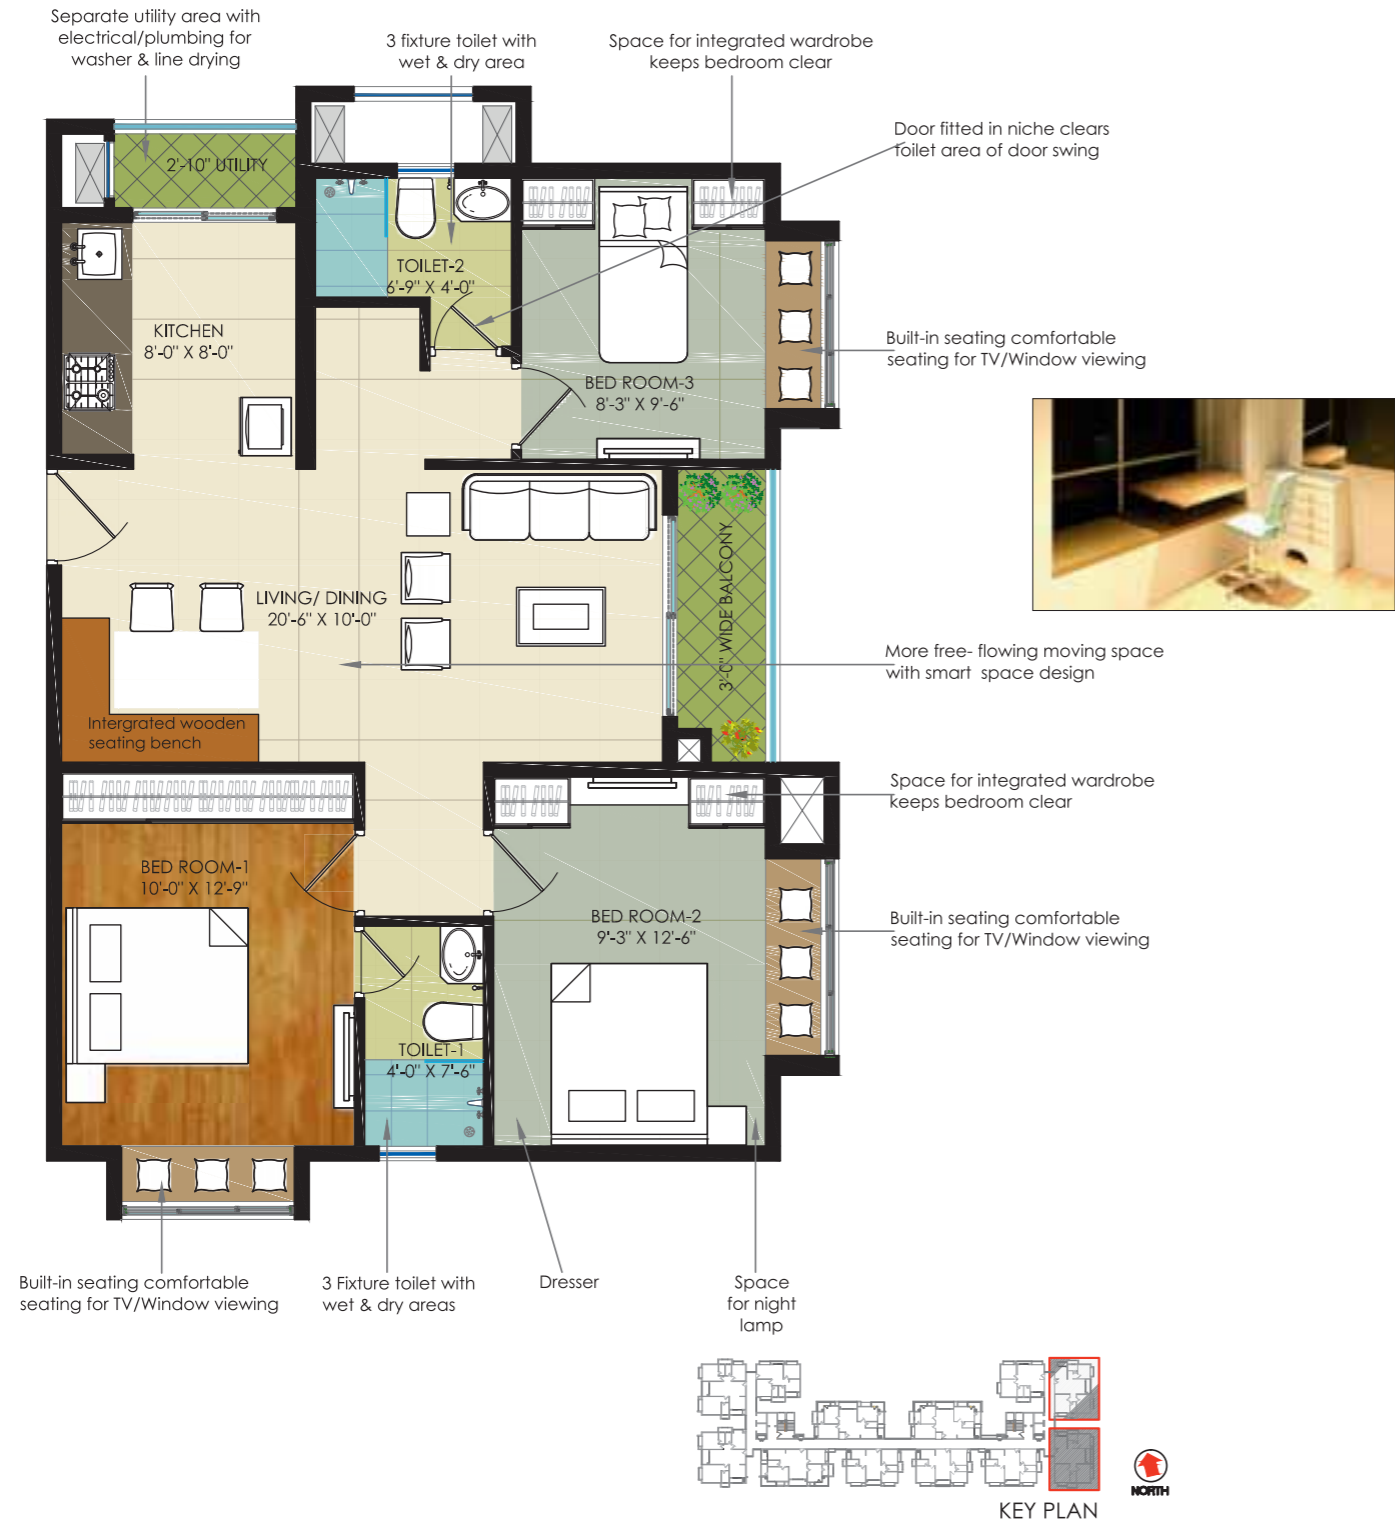 Separate utility area with
electrical/plumbing for
washer & line drying
3 fixture toilet with
wet & dry area
Space for integrated wardrobe
keeps bedroom clear
Door fitted in niche clears
toilet area of door swing
2'-10" UTILITY
TOILET-2
6'-9" X 4'-0"
KITCHEN
8'-0" X 8'-0"
Built-in seating comfortable
seating for TV/Window viewing
BED ROOM-3
8'-3" X 9'-6"
LIVING/ DINING
20'-6" X 10'-0"
3'-0" WIDE BALCONY
More free- flowing moving space
with smart space design
Intergrated wooden
seating bench
Space for integrated wardrobe
keeps bedroom clear
BED ROOM-1
10'-0" X 12'-9"
BED ROOM-2
9'-3" X 12'-6"
Built-in seating comfortable
seating for TV/Window viewing
TOILET-1
4'-0" X 7'-6"
Built-in seating comfortable
seating for TV/Window viewing
3 Fixture toilet with
wet & dry areas
Dresser
Space
for night
lamp
NORTH
KEY PLAN